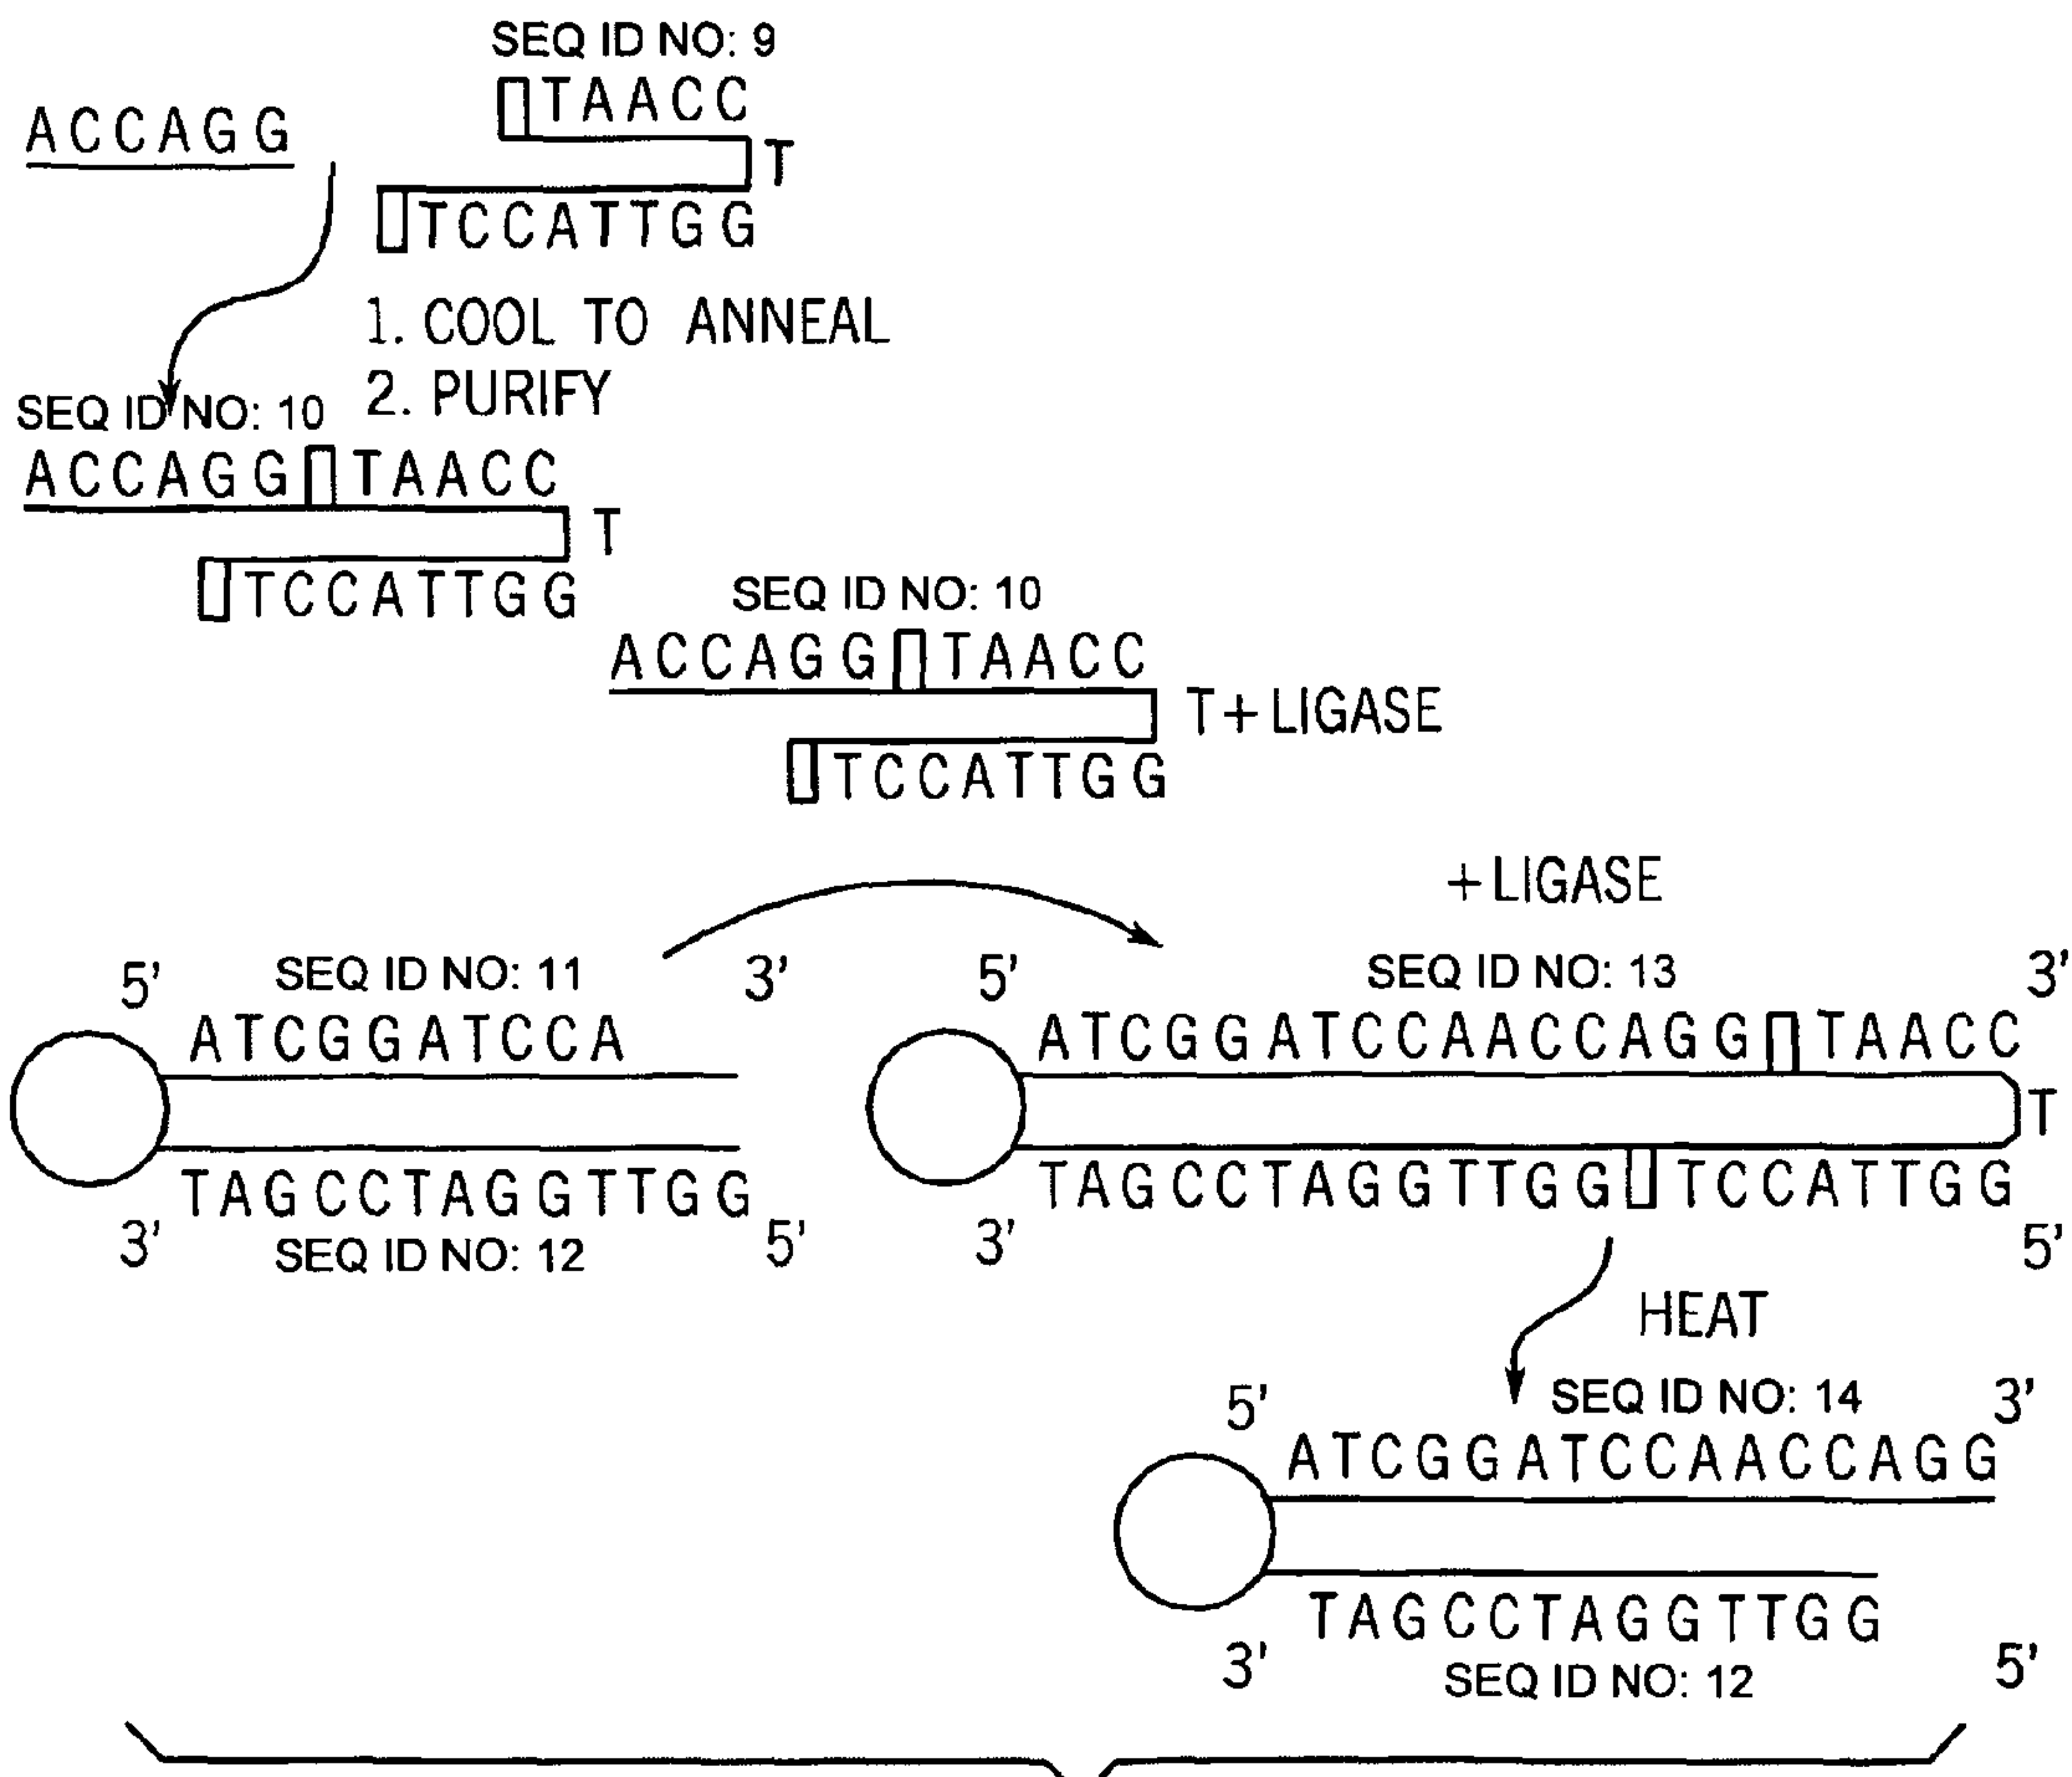 SEQ ID NO: 9
TAACC
ACCAGG
T
TCCATTGG
1. COOL TO ANNEAL
2. PURIFY
SEQ ID NO: 10
ACCAGG TAACC
T
TCCATTGG
SEQ ID NO: 10
ACCAGG TAACC
T+LIGASE
TCCATTGG
+LIGASE
5' SEQ ID NO: 11 3'
ATCGGATCCA
TAGCCTAGGTTGG
3' SEQ ID NO: 12 5'
5' SEQ ID NO: 13 3'
ATCGGATCCAACCAGG TAACC
T
TAGCCTAGGTTGG TCCATTGG
3' 5'
HEAT
5' SEQ ID NO: 14 3'
ATCGGATCCAACCAGG
TAGCCTAGGTTGG
3' SEQ ID NO: 12 5'